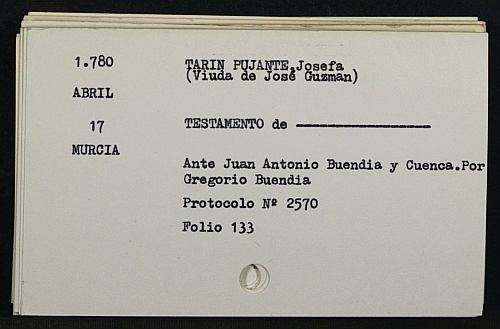 1.780
TARIN PUJANTE,Josefa
(Viuda de José Guzman)
ABRIL
17
TESTAMENTO de ----------------
MURCIA
Ante Juan Antonio Buendia y Cuenca.Por
Gregorio Buendia
Protocolo Nº 2570
Folio 133